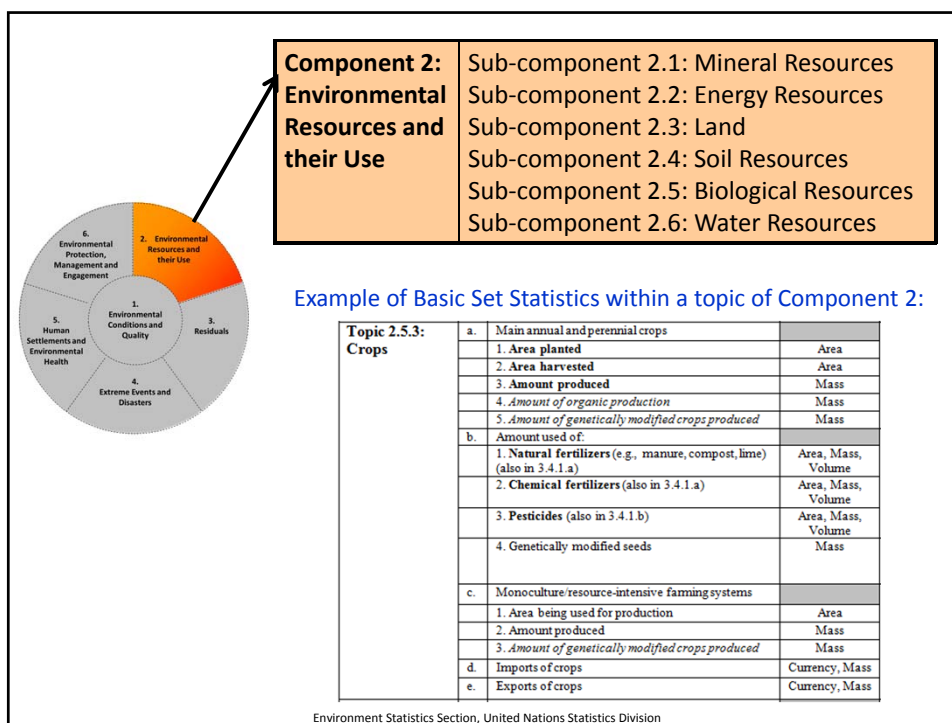 Component 2:
Environmental
Resources and
their Use
Sub-component 2.1: Mineral Resources
Sub-component 2.2: Energy Resources
Sub-component 2.3: Land
Sub-component 2.4: Soil Resources
Sub-component 2.5: Biological Resources
Sub-component 2.6: Water Resources
6.
Environmental
Protection,
Management and
Engagement
2. Environmental
Resources and
their Use
1.
Environmental
Conditions and
Quality
5.
Human
Settlements and
Environmental
Health
3.
Residuals
4.
Extreme Events and
Disasters
Example of Basic Set Statistics within a topic of Component 2:
Topic 2.5.3:
Crops
a. Main annual and perennial crops
1. Area planted Area
2. Area harvested Area
3. Amount produced Mass
4. Amount of organic production Mass
5. Amount of genetically modified crops produced Mass
b. Amount used of:
1. Natural fertilizers (e.g., manure, compost, lime) Area, Mass,
(also in 3.4.1.a) Volume
2. Chemical fertilizers (also in 3.4.1.a) Area, Mass,
Volume
3. Pesticides (also in 3.4.1.b) Area, Mass,
Volume
4. Genetically modified seeds Mass
c. Monoculture/resource-intensive farming systems
1. Area being used for production Area
2. Amount produced Mass
3. Amount of genetically modified crops produced Mass
d. Imports of crops Currency, Mass
e. Exports of crops Currency, Mass
Environment Statistics Section, United Nations Statistics Division